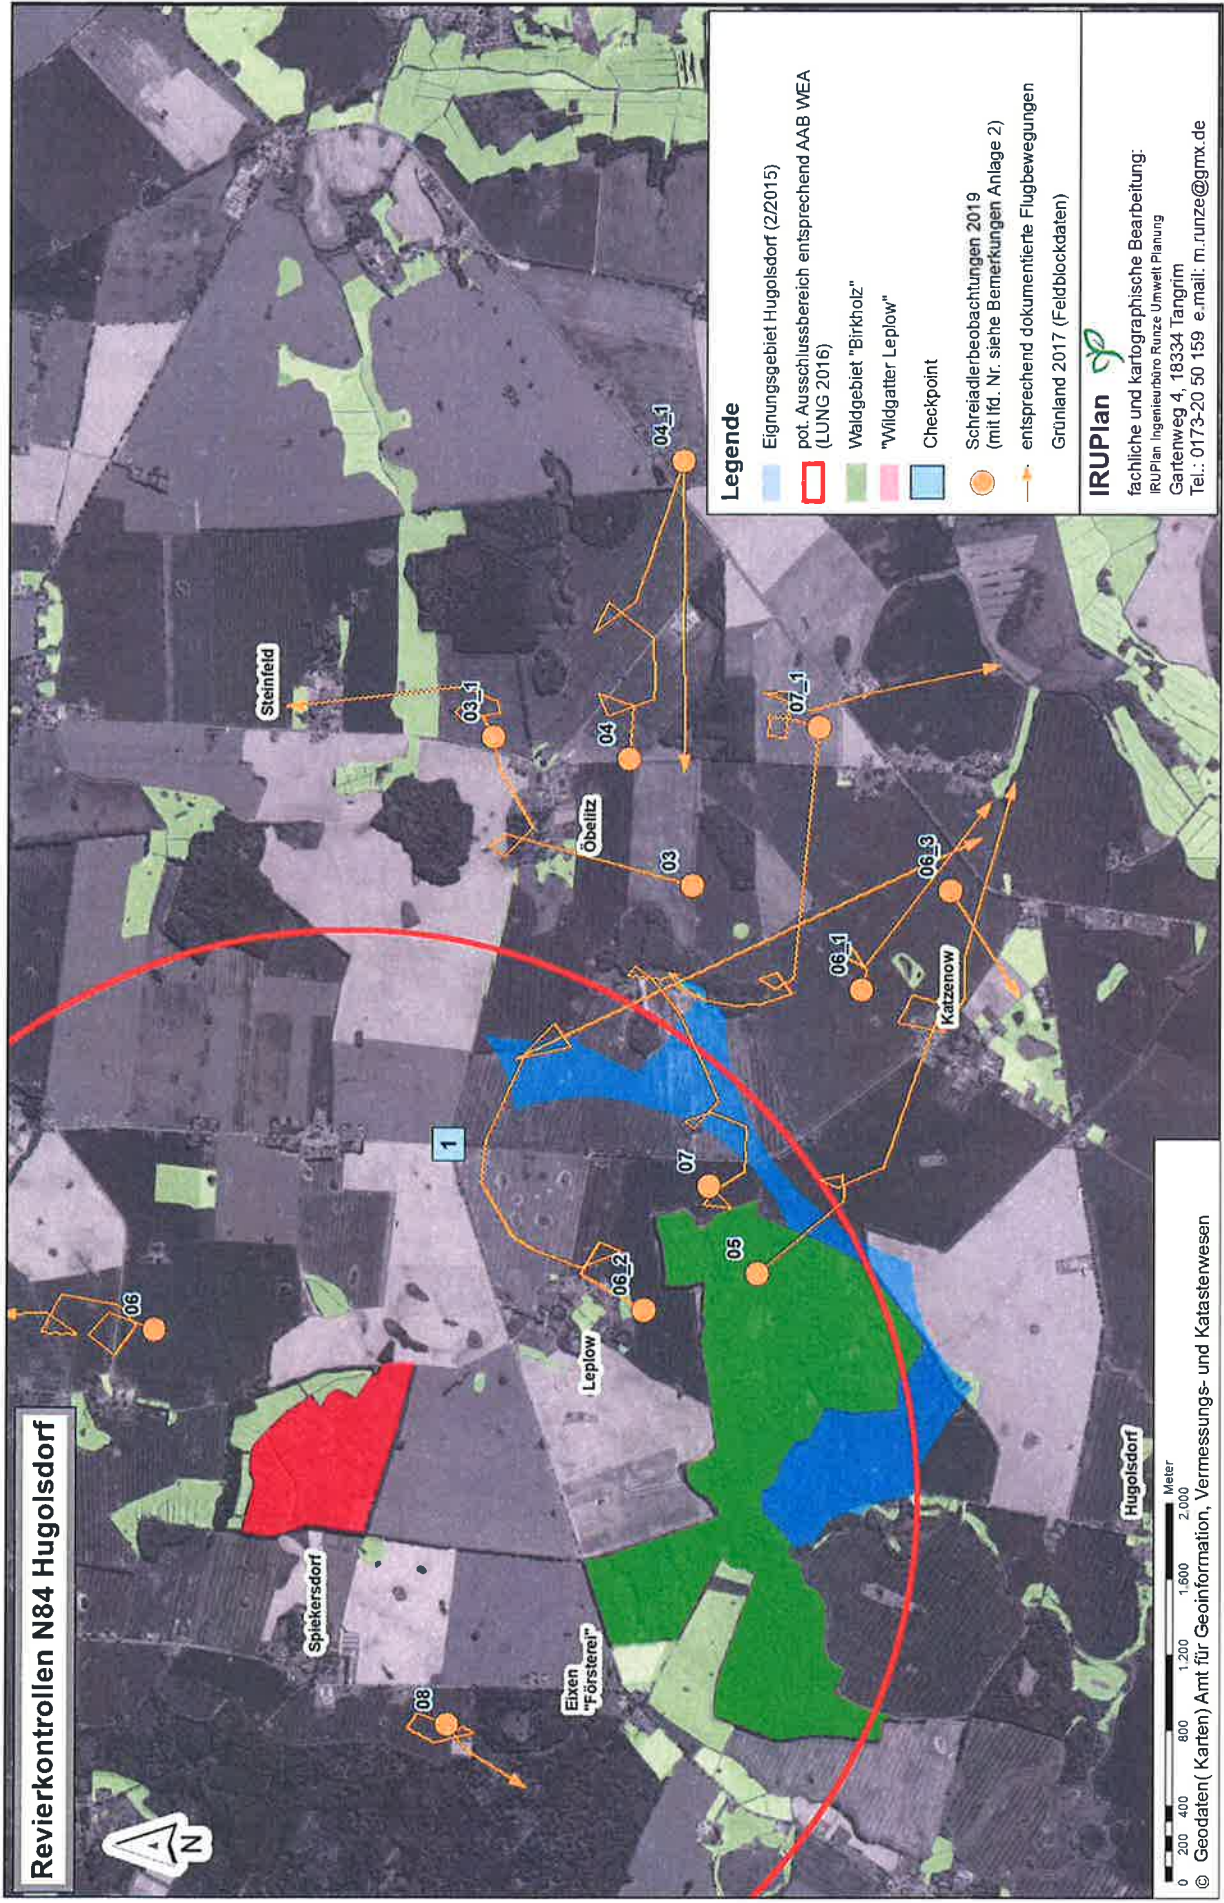 Revierkontrollen N84 Hugolsdorf
N
08
Spiekersdorf
Eixen
"Försterei"
06
Leplow
06_2
1
05
07
Hugolsdorf
Katzenow
06_1
06_3
03
Öbelitz
04
03_1
Steinfeld
07_1
04_1
Legende
Eignungsgebiet Hugolsdorf (2/2015)
pot. Ausschlussbereich entsprechend AAB WEA
(LUNG 2016)
Waldgebiet "Birkholz"
"Wildgatter Leplow"
Checkpoint
Schreiadlerbeobachtungen 2019
(mit lfd. Nr. siehe Bemerkungen Anlage 2)
entsprechend dokumentierte Flugbewegungen
Grünland 2017 (Feldblockdaten)
IRUPlan
fachliche und kartographische Bearbeitung:
IRUPlan Ingenieurbüro Runze Umwelt Planung
Gartenweg 4, 18334 Tangrim
Tel.: 0173-20 50 159 e.mail: m.runze@gmx.de
0 200 400 800 1.200 1.600 2.000 Meter
© Geodaten( Karten) Amt für Geoinformation, Vermessungs- und Katasterwesen